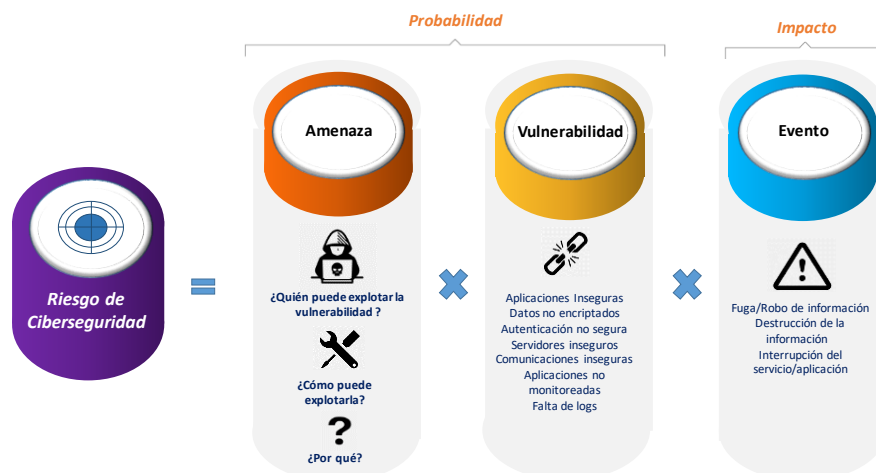 Probabilidad
Impacto
Amenaza
Vulnerabilidad
Evento
Riesgo de
Ciberseguridad
¿Quién puede explotar la
vulnerabilidad ?
¿Cómo puede
explotarla?
?
¿Por qué?
Aplicaciones Inseguras
Datos no encriptados
Autenticación no segura
Servidores inseguros
Comunicaciones inseguras
Aplicaciones no
monitoreadas
Falta de logs
Fuga/Robo de información
Destrucción de la
información
Interrupción del
servicio/aplicación